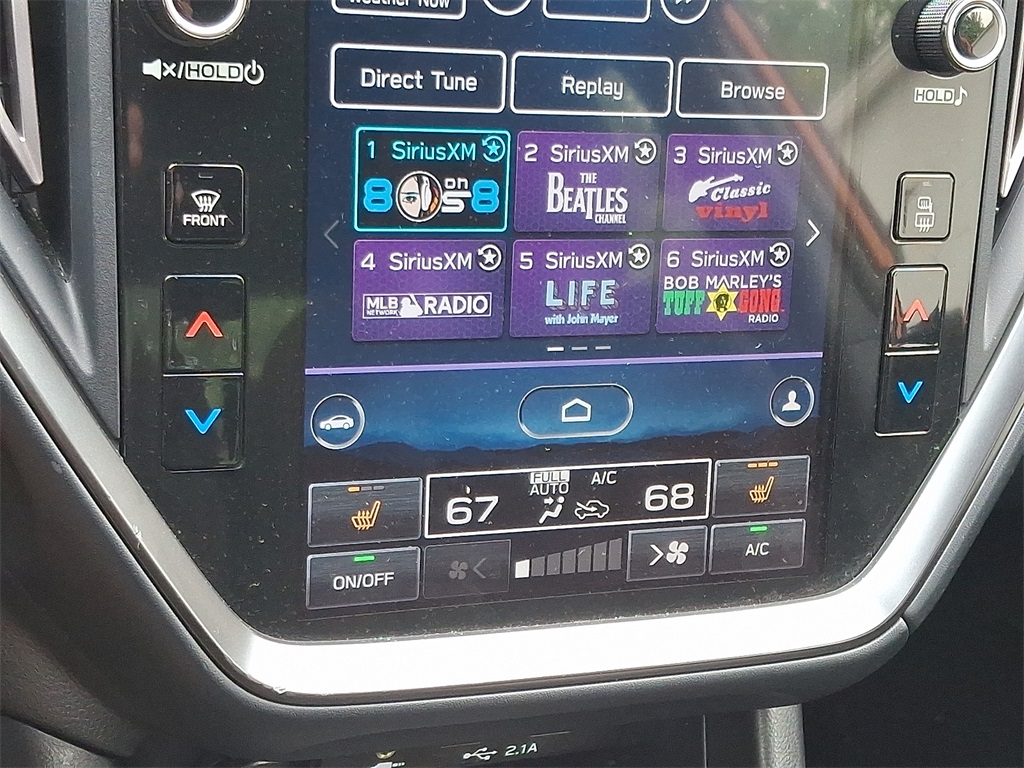 Weather Now
/HOLD
Direct Tune
Replay
Browse
HOLD
1 SiriusXM
8 on 8
2 SiriusXM
THE
BEATLES
CHANNEL
3 SiriusXM
Classic
vinyl
FRONT
4 SiriusXM
MLB
NETWORK
RADIO
5 SiriusXM
LIFE
with John Mayer
6 SiriusXM
BOB MARLEY'S
TUFF GONG
RADIO
67
FULL
AUTO
A/C
68
ON/OFF
A/C
2.1A